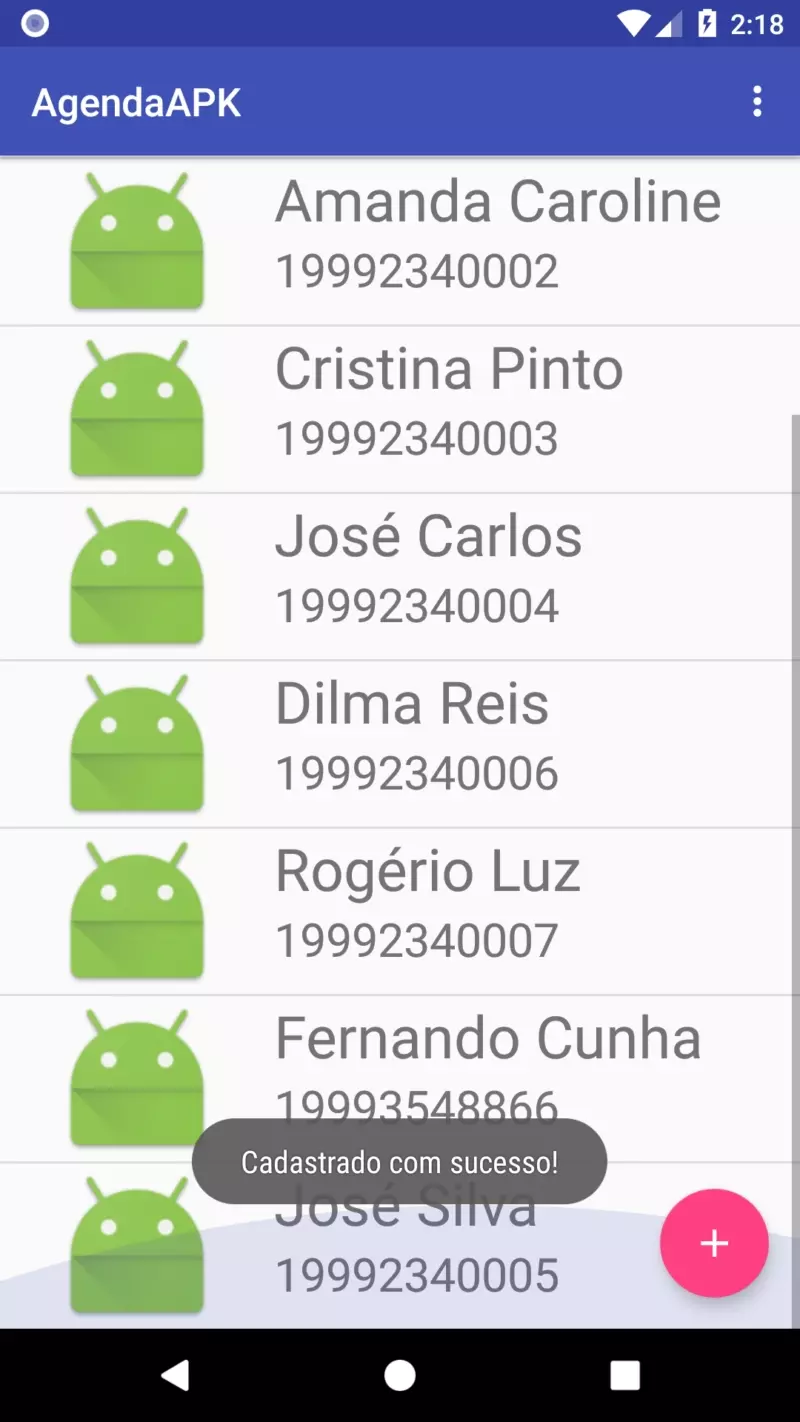 2:18
AgendaAPK
Amanda Caroline
19992340002
Cristina Pinto
19992340003
José Carlos
19992340004
Dilma Reis
19992340006
Rogério Luz
19992340007
Fernando Cunha
19993548866
Cadastrado com sucesso!
José Silva
19992340005
+